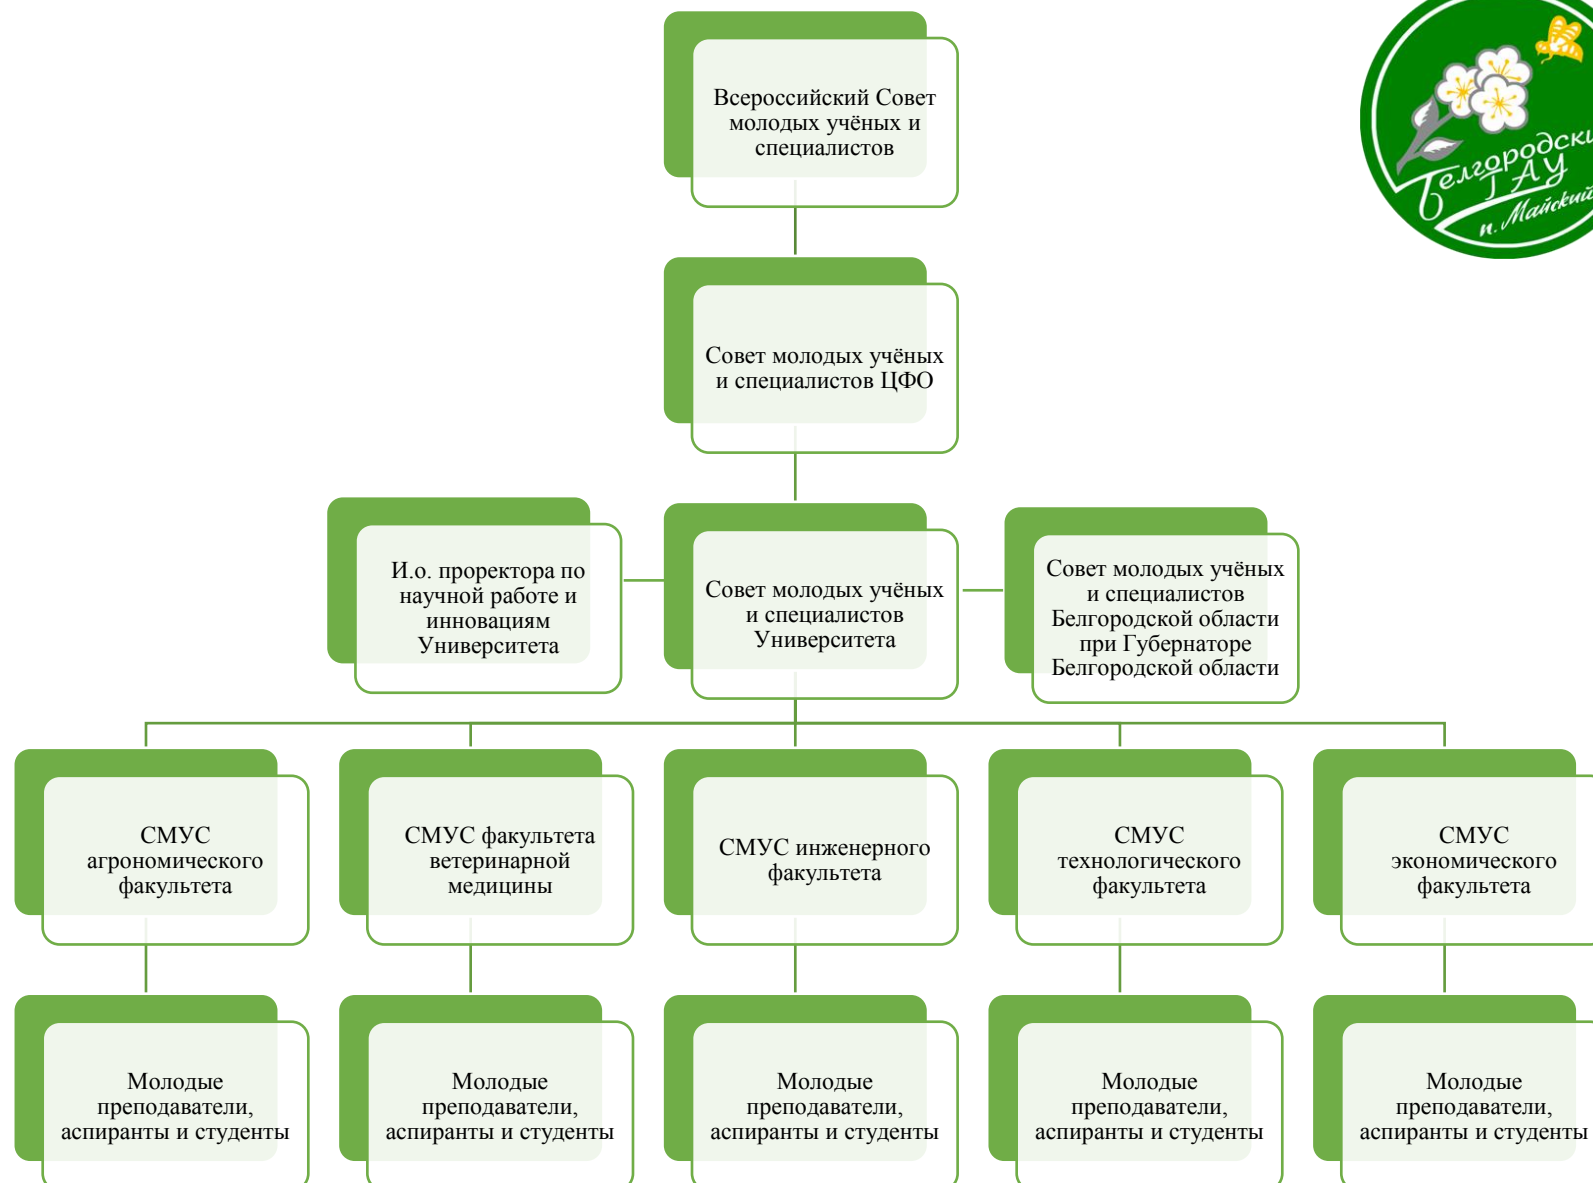 Всероссийский Совет
молодых учёных и
специалистов
Белгородски
ГАУ
п. Майский
Совет молодых учёных
и специалистов ЦФО
И.о. проректора по
научной работе и
инновациям
Университета
Совет молодых учёных
и специалистов
Университета
Совет молодых учёных
и специалистов
Белгородской области
при Губернаторе
Белгородской области
СМУС
агрономического
факультета
СМУС факультета
ветеринарной
медицины
СМУС инженерного
факультета
СМУС
технологического
факультета
СМУС
экономического
факультета
Молодые
преподаватели,
аспиранты и студенты
Молодые
преподаватели,
аспиранты и студенты
Молодые
преподаватели,
аспиранты и студенты
Молодые
преподаватели,
аспиранты и студенты
Молодые
преподаватели,
аспиранты и студенты